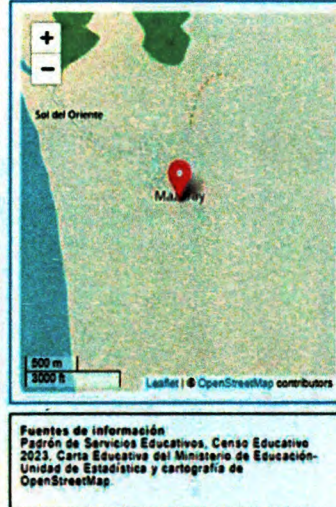 +
−
Sol del Oriente
500 m
3000 ft
Leaflet | © OpenStreetMap contributors
Fuentes de información
Padrón de Servicios Educativos, Censo Educativo
2023, Carta Educativa del Ministerio de Educación-
Unidad de Estadística y cartografía de
OpenStreetMap.